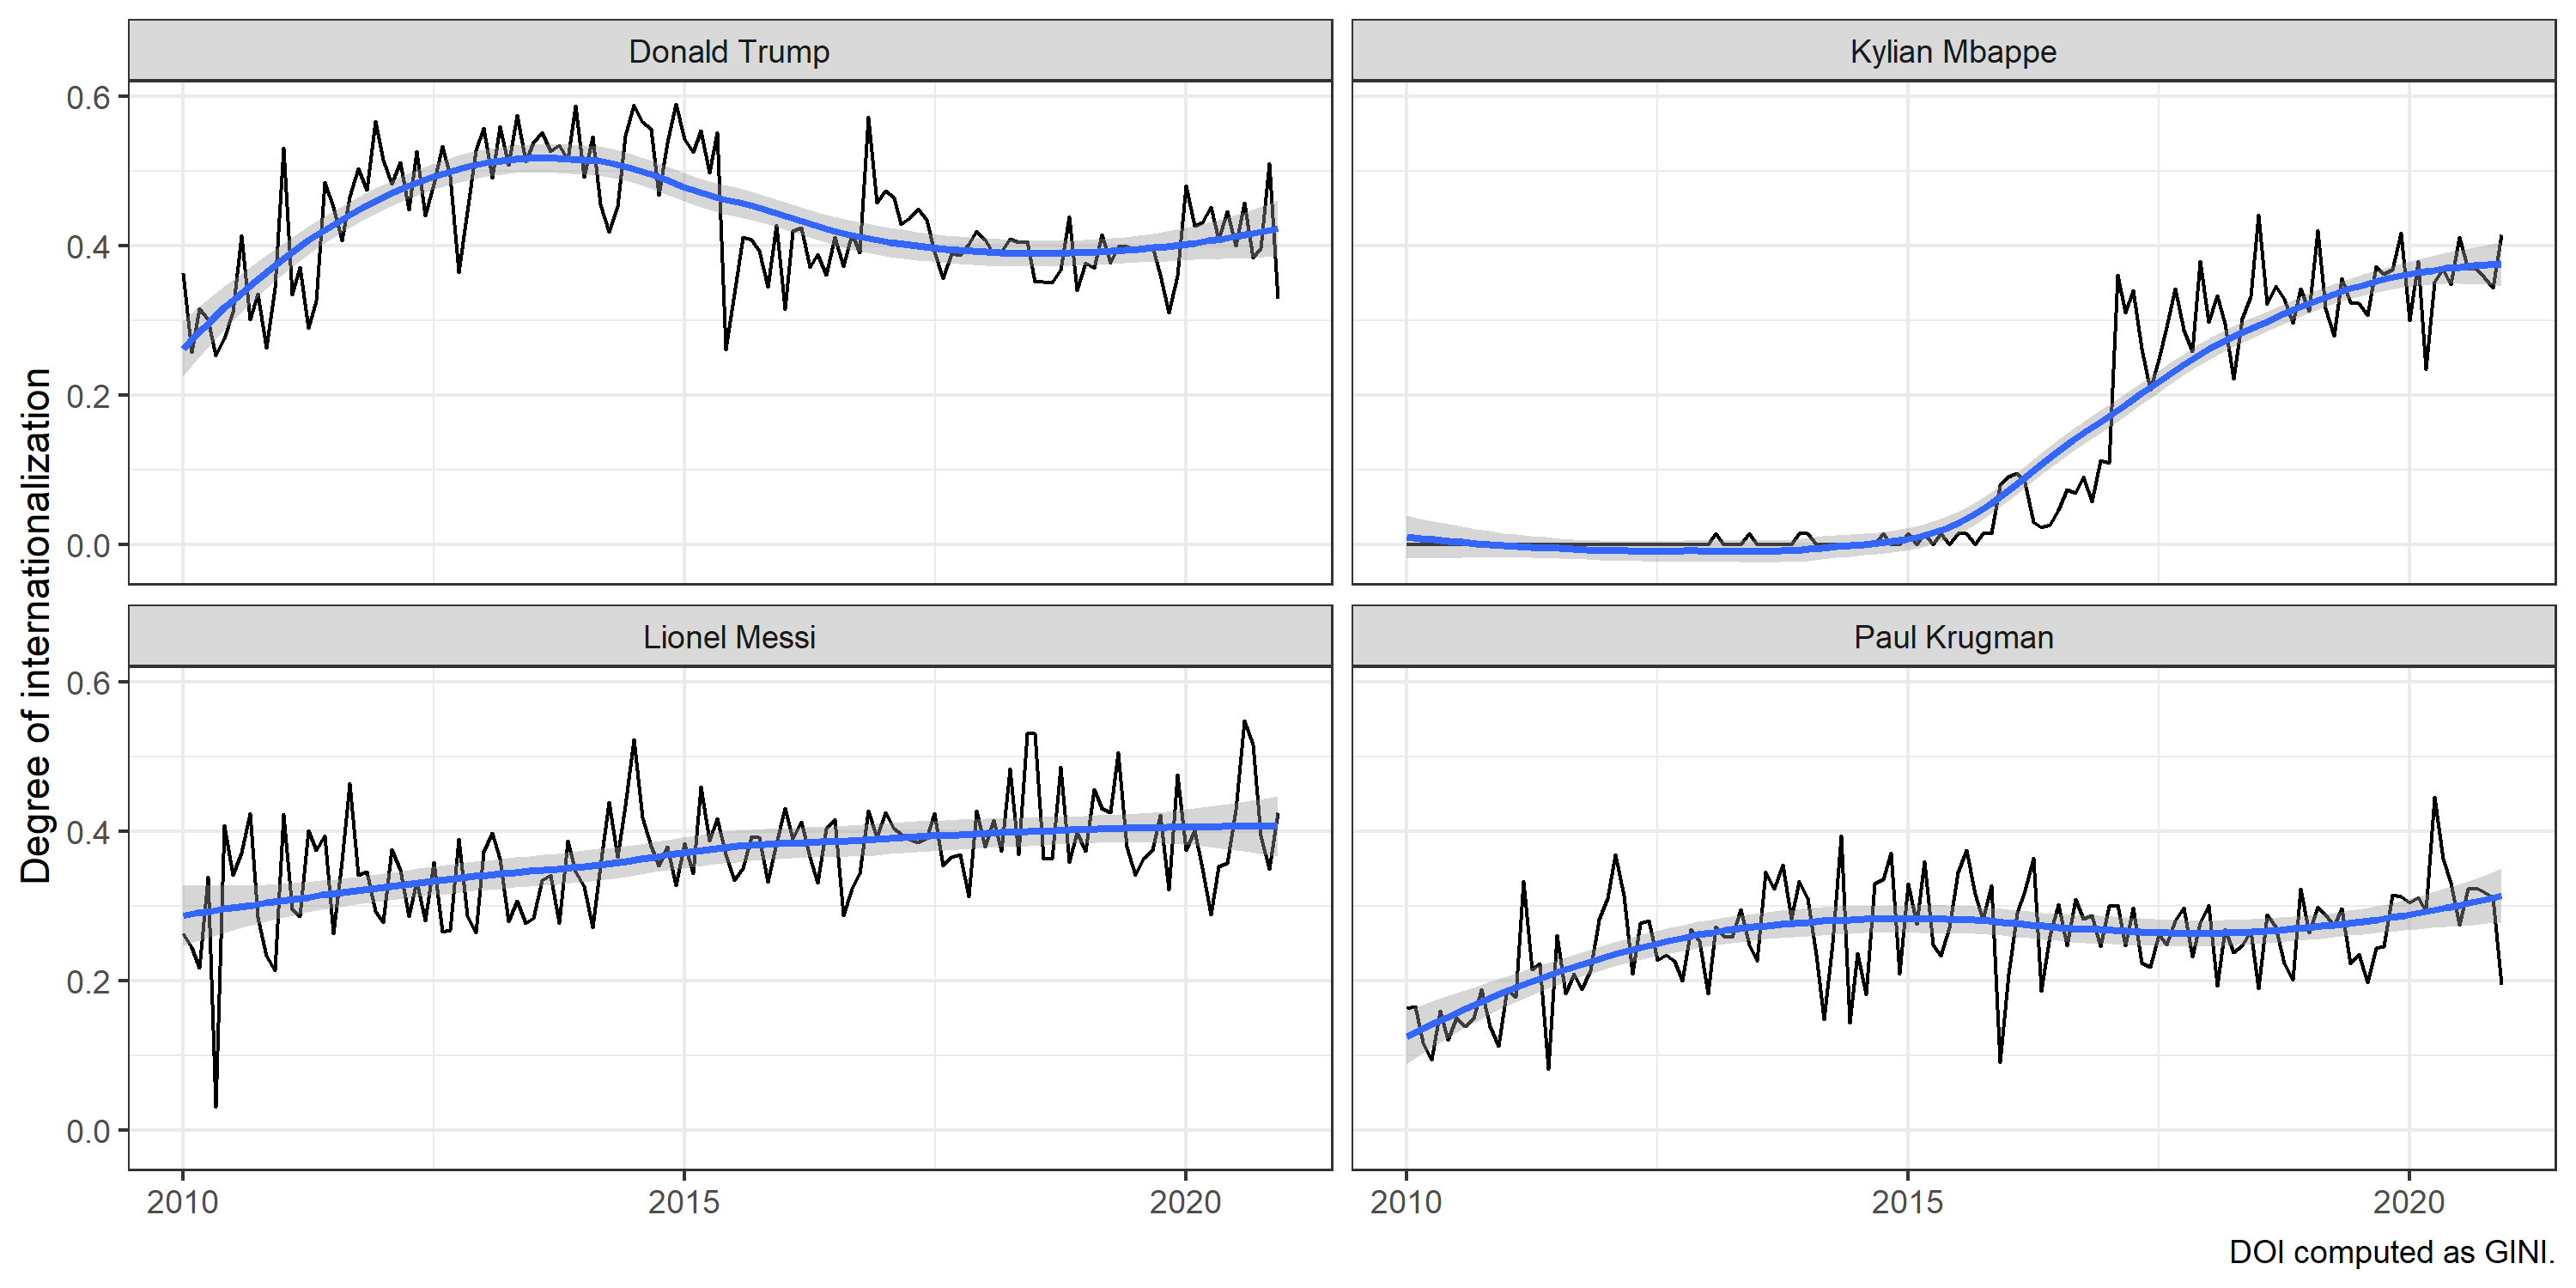 Donald Trump
Kylian Mbappe
0.6
0.4
0.2
0.0
Degree of internationalization
Lionel Messi
Paul Krugman
0.6
0.4
0.2
0.0
2010
2015
2020
2010
2015
2020
DOI computed as GINI.